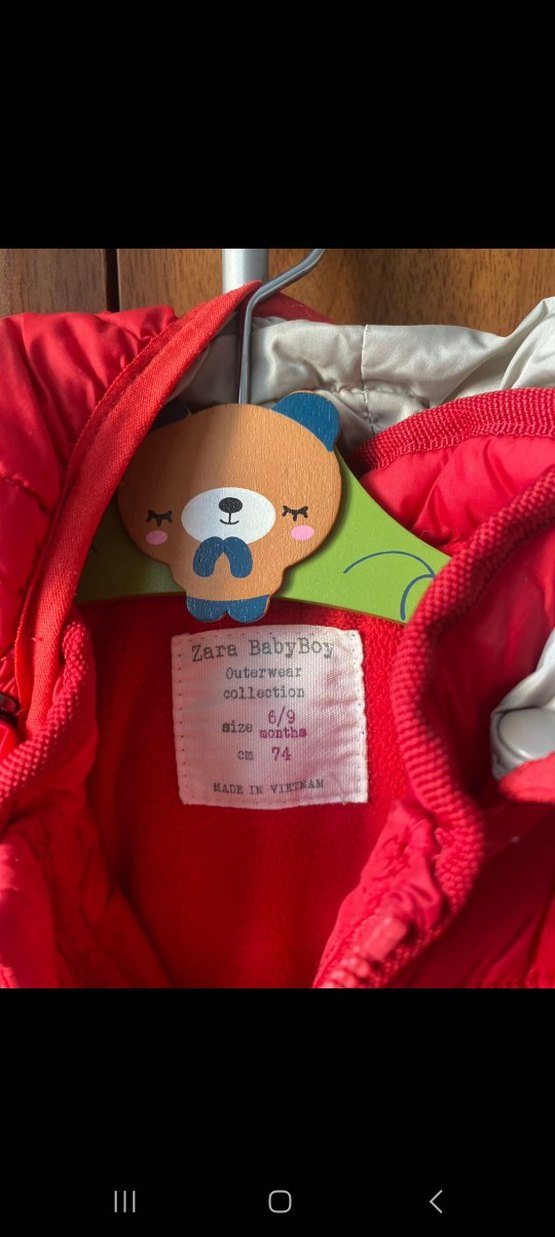 Zara BabyBoy
Outerwear
collection
size 6/9 months
cm 74
MADE IN VIETNAM